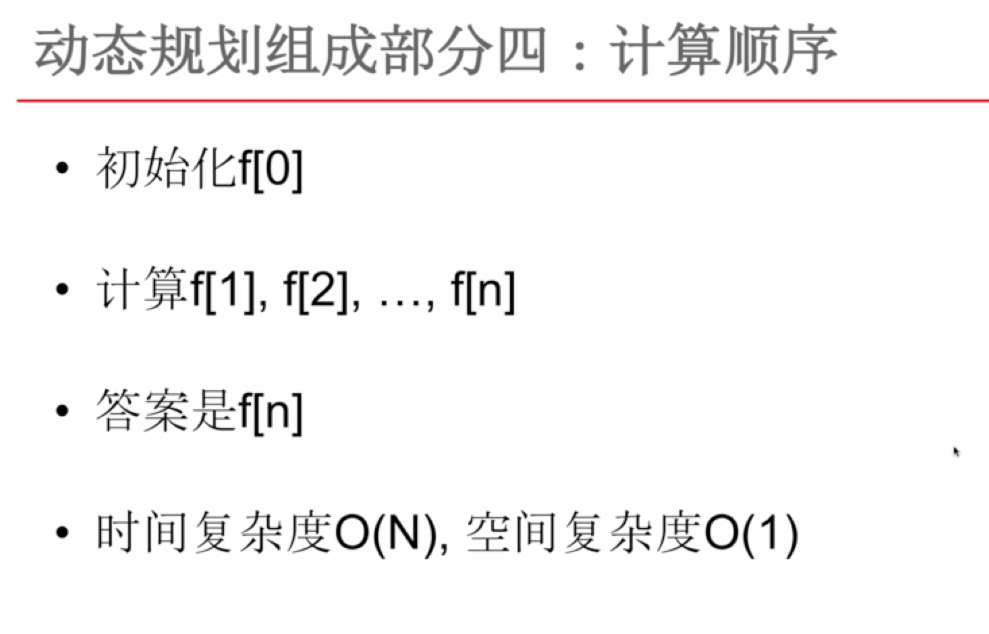 动态规划组成部分四：计算顺序
• 初始化f[0]
• 计算f[1], f[2], …, f[n]
• 答案是f[n]
• 时间复杂度O(N), 空间复杂度O(1)